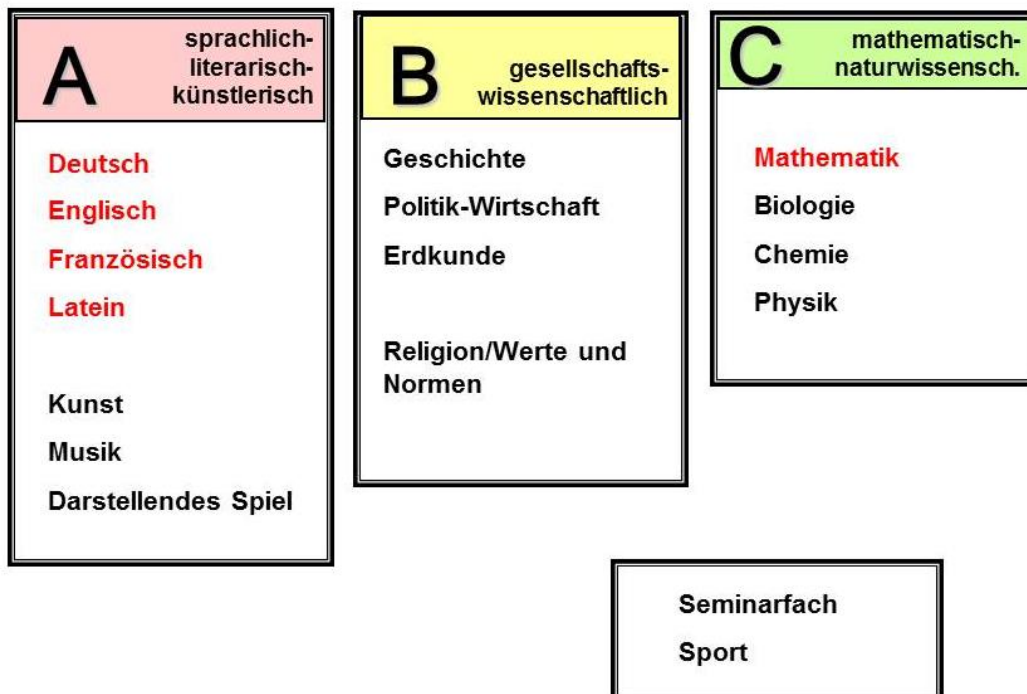 A
sprachlich-
literarisch-
künstlerisch
Deutsch
Englisch
Französisch
Latein
Kunst
Musik
Darstellendes Spiel
B
gesellschafts-
wissenschaftlich
Geschichte
Politik-Wirtschaft
Erdkunde
Religion/Werte und
Normen
C
mathematisch-
naturwissensch.
Mathematik
Biologie
Chemie
Physik
Seminarfach
Sport